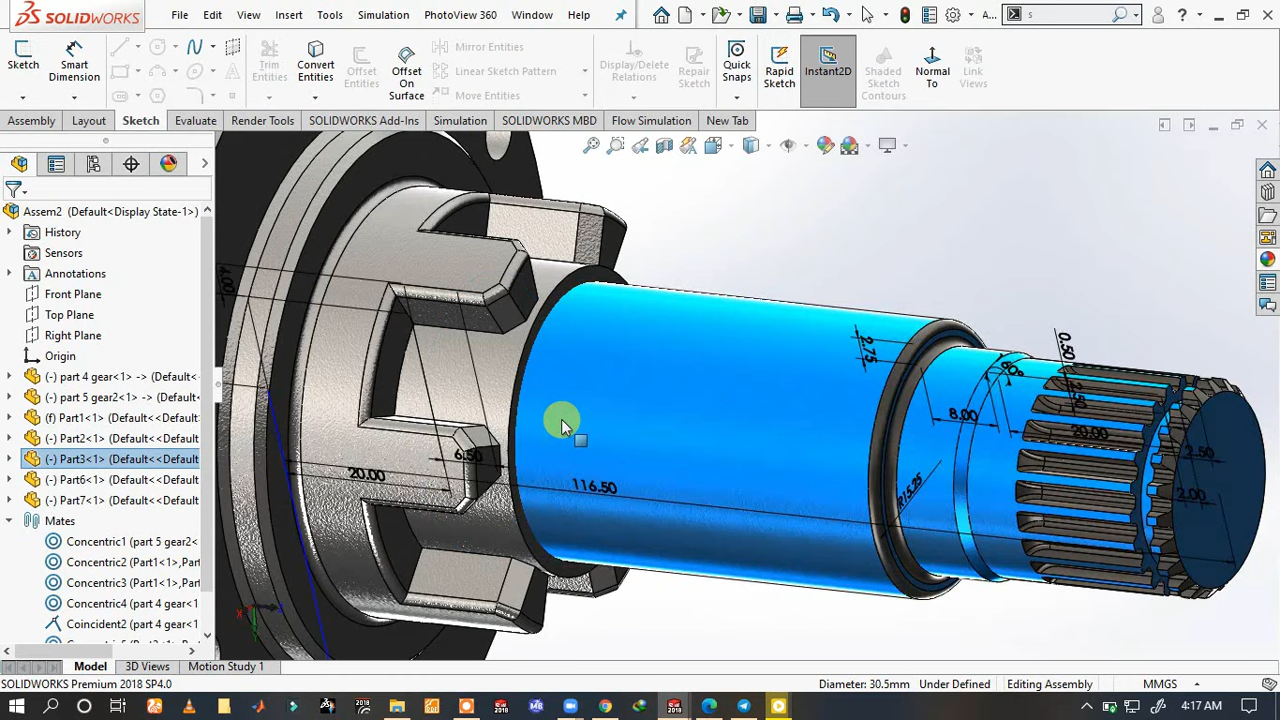 SOLIDWORKS File Edit View Insert Tools Simulation PhotoView 360 Window Help A... s ?
Sketch Smart Dimension Trim Entities Convert Entities Offset Entities Offset On Surface Mirror Entities Linear Sketch Pattern Move Entities Display/Delete Relations Repair Sketch Quick Snaps Rapid Sketch Instant2D Shaded Sketch Contours Normal To Link Views
Assembly Layout Sketch Evaluate Render Tools SOLIDWORKS Add-Ins Simulation SOLIDWORKS MBD Flow Simulation New Tab
Assem2 (Default<Display State-1>)
History
Sensors
Annotations
Front Plane
Top Plane
Right Plane
Origin
(-) part 4 gear<1> -> (Default)
(-) part 5 gear2<1> -> (Default
(f) Part1<1> (Default<<Default
(-) Part2<1> (Default<<Default
(-) Part3<1> (Default<<Default
(-) Part6<1> (Default<<Default
(-) Part7<1> (Default<<Default
Mates
Concentric1 (part 5 gear2<
Concentric2 (Part1<1>,Part
Concentric3 (Part1<1>,Part
Concentric4 (part 4 gear<1
Coincident2 (part 4 gear<1
4.00
20.00
6.50
116.50
2.75
R15.25
8.00
20.00
0.50
2.50
2.00
Model 3D Views Motion Study 1
SOLIDWORKS Premium 2018 SP4.0 Diameter: 30.5mm Under Defined Editing Assembly MMGS
4:17 AM